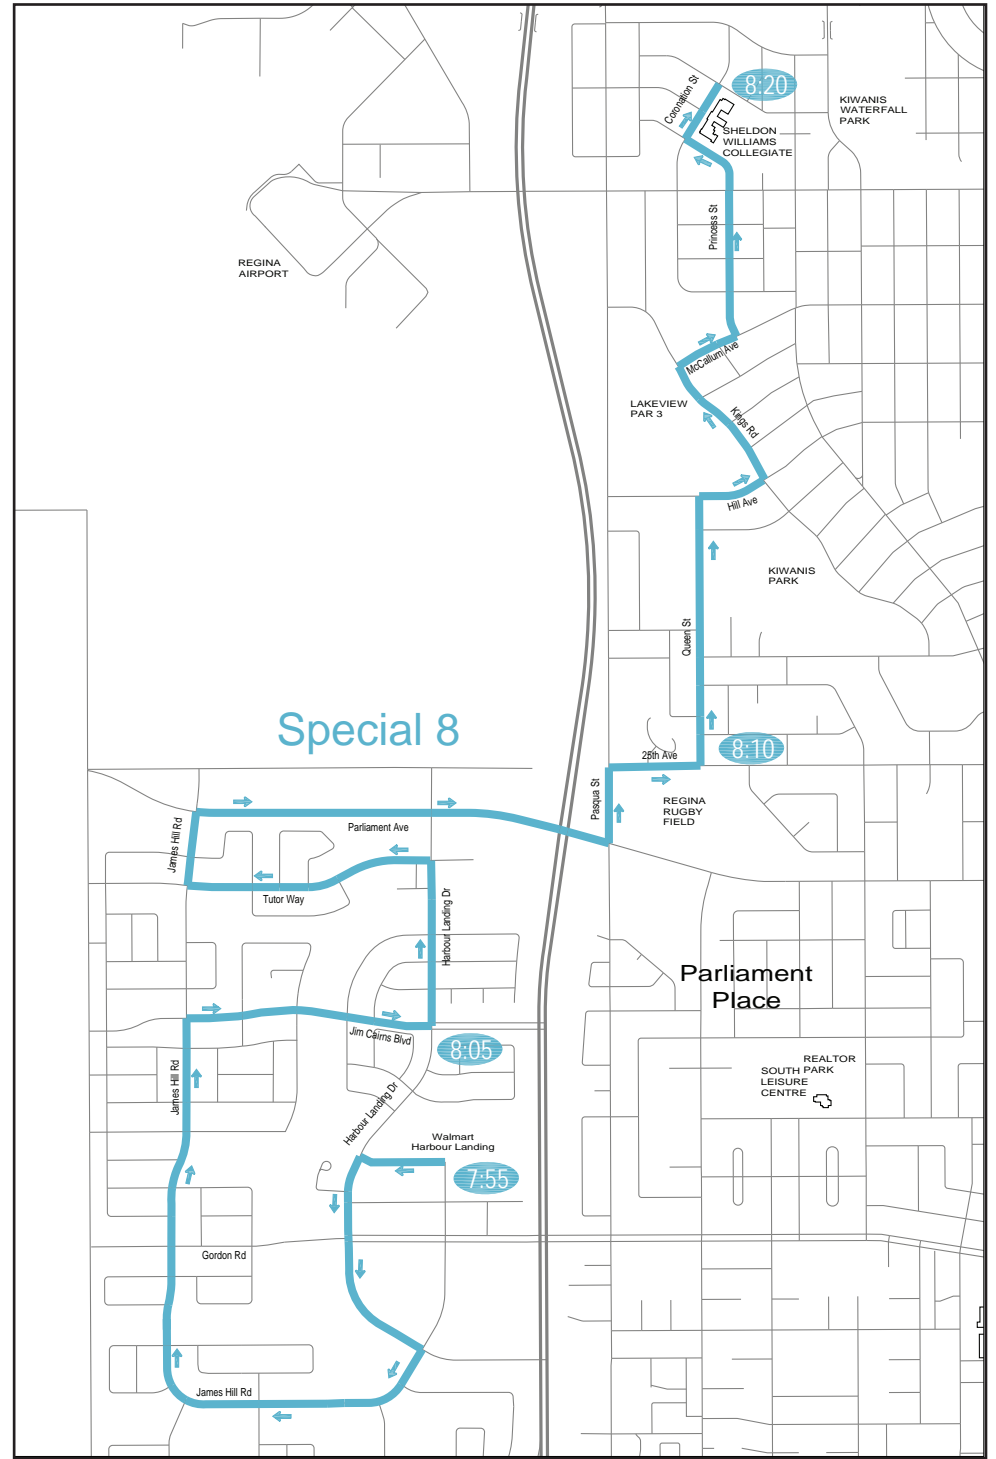 8:20
Coronation St
KIWANIS
WATERFALL
PARK
SHELDON
WILLIAMS
COLLEGIATE
Princess St
REGINA
AIRPORT
McCallum Ave
LAKEVIEW
PAR 3
Kings Rd
Hill Ave
KIWANIS
PARK
Queen St
Special 8
8:10
25th Ave
Pasqua St
REGINA
RUGBY
FIELD
James Hill Rd
Parliament Ave
Tutor Way
Harbour Landing Dr
Parliament
Place
Jim Cairns Blvd
8:05
REALTOR
SOUTH PARK
LEISURE
CENTRE
James Hill Rd
Harbour Landing Dr
Walmart
Harbour Landing
7:55
Gordon Rd
James Hill Rd